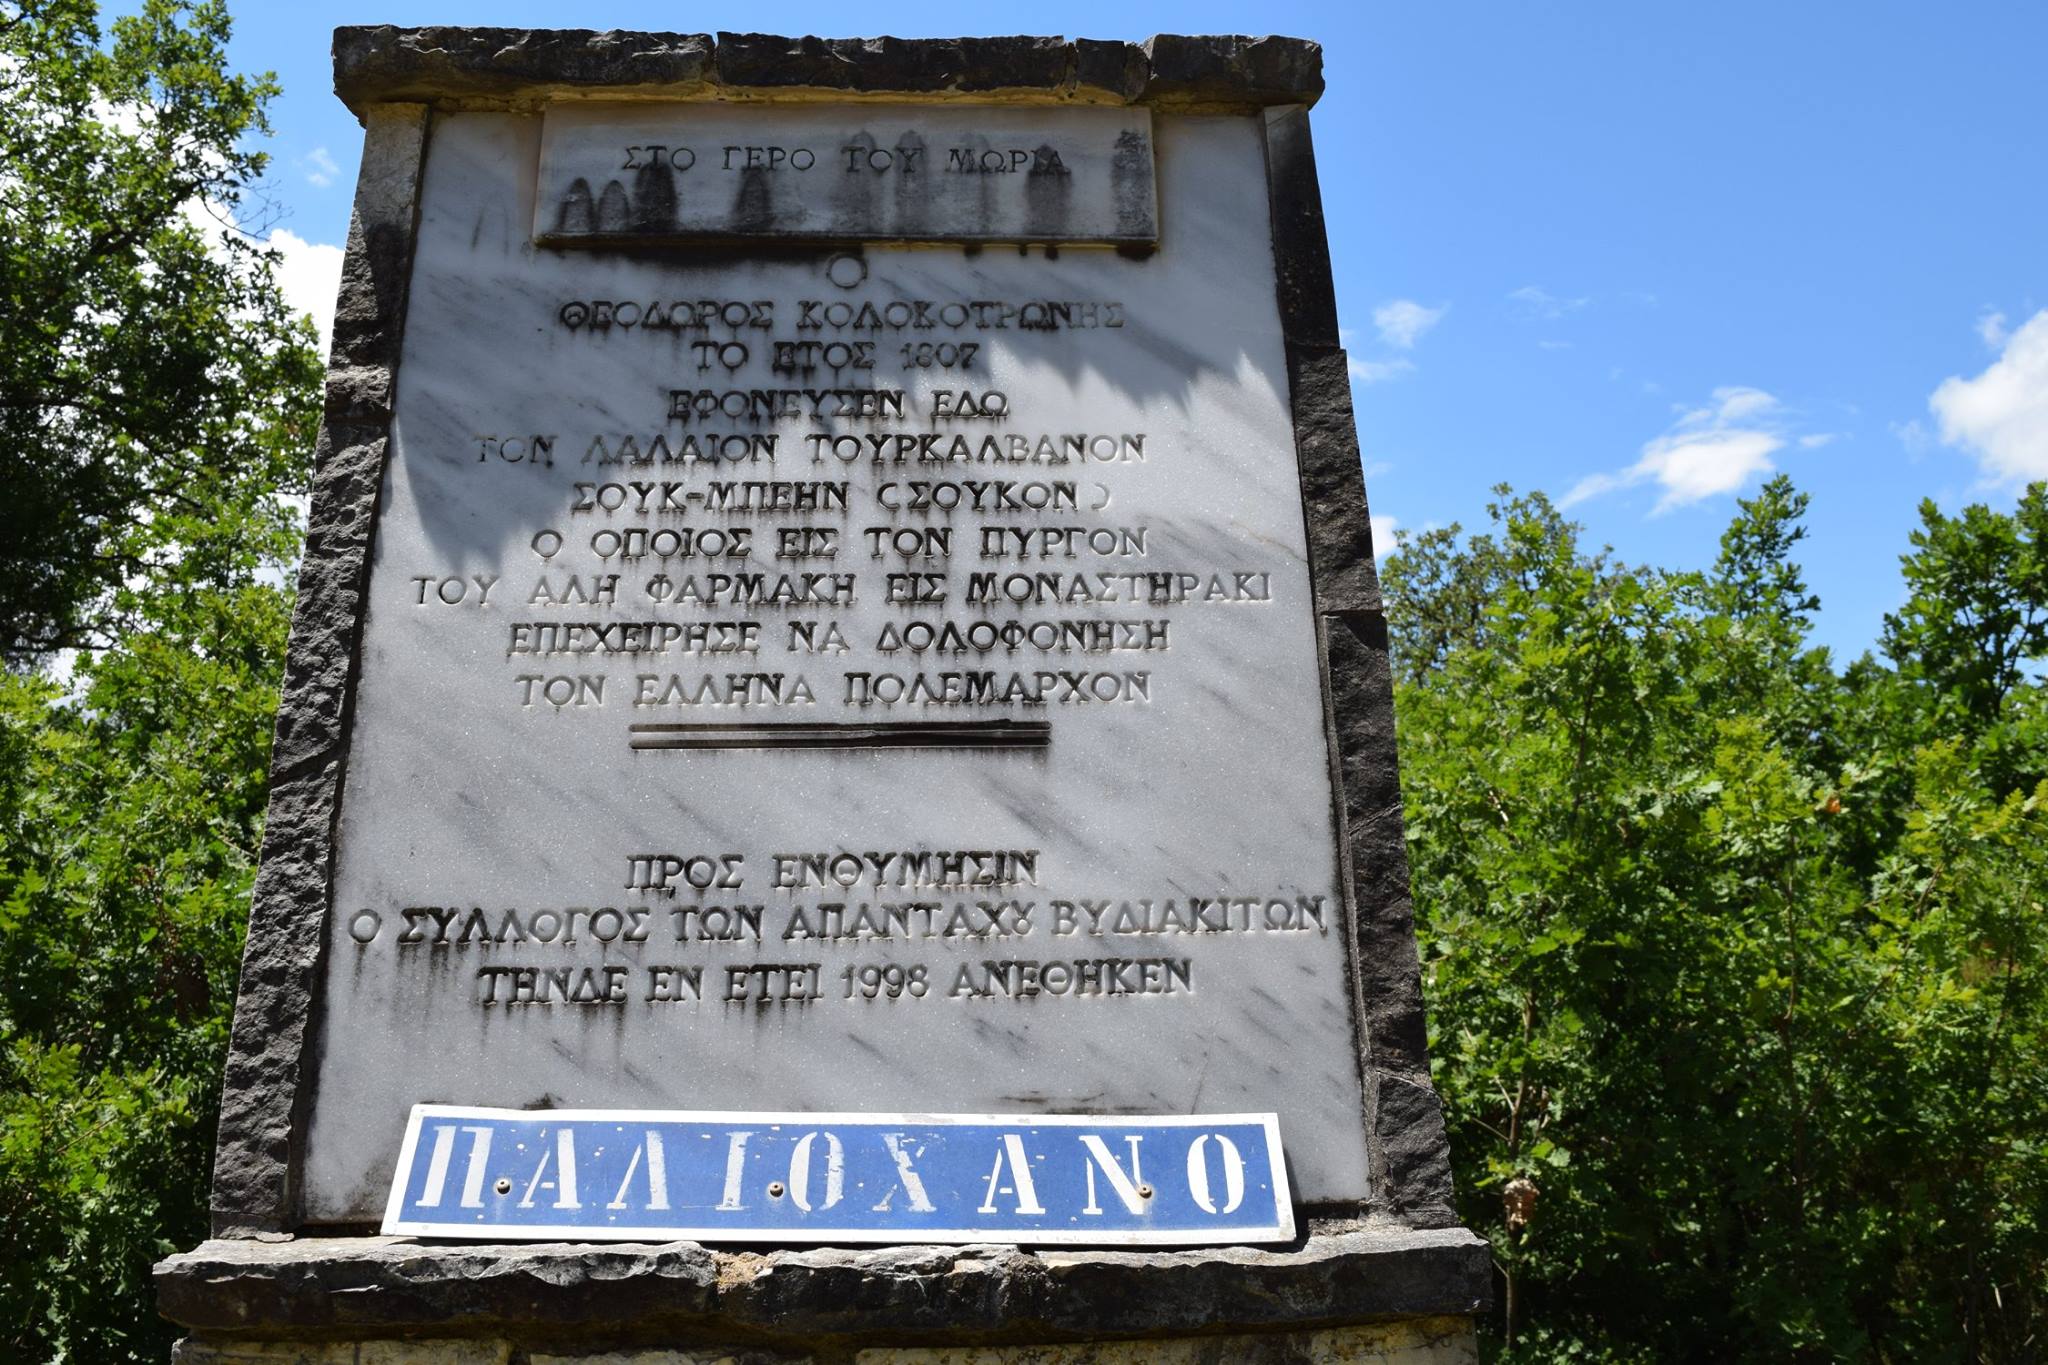 ΣΤΟ ΓΕΡΟ ΤΟΥ ΜΩΡΙΑ
Ο
ΘΕΟΔΩΡΟΣ ΚΟΛΟΚΟΤΡΩΝΗΣ
ΤΟ ΕΤΟΣ 1807
ΕΦΟΝΕΥΣΕΝ ΕΔΩ
ΤΟΝ ΛΑΛΑΙΟΝ ΤΟΥΡΚΑΛΒΑΝΟΝ
ΣΟΥΚ-ΜΠΕΗΝ (ΣΟΥΚΟΝ)
Ο ΟΠΟΙΟΣ ΕΙΣ ΤΟΝ ΠΥΡΓΟΝ
ΤΟΥ ΑΛΗ ΦΑΡΜΑΚΗ ΕΙΣ ΜΟΝΑΣΤΗΡΑΚΙ
ΕΠΕΧΕΙΡΗΣΕ ΝΑ ΔΟΛΟΦΟΝΗΣΗ
ΤΟΝ ΕΛΛΗΝΑ ΠΟΛΕΜΑΡΧΟΝ
ΠΡΟΣ ΕΝΘΥΜΗΣΙΝ
Ο ΣΥΛΛΟΓΟΣ ΤΩΝ ΑΠΑΝΤΑΧȣ ΒΥΔΙΑΚΙΤΩΝ
ΤΗΝΔΕ ΕΝ ΕΤΕΙ 1998 ΑΝΕΘΗΚΕΝ
ΠΑΛΙΟΧΑΝΟ